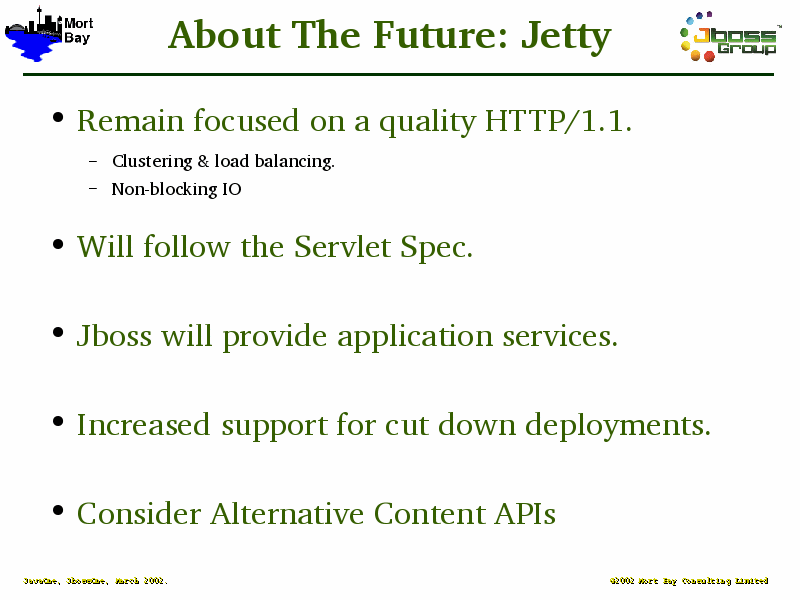 Mort
Bay
About The Future: Jetty
Jboss
Group
TM
• Remain focused on a quality HTTP/1.1.
– Clustering & load balancing.
– Non-blocking IO
• Will follow the Servlet Spec.
• Jboss will provide application services.
• Increased support for cut down deployments.
• Consider Alternative Content APIs
JavaOne, JbossOne, March 2002.
©2002 Mort Bay Consulting Limited